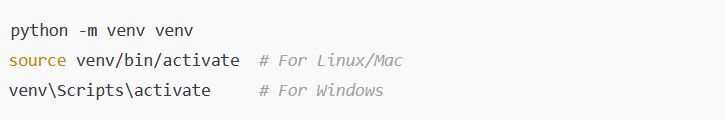 python -m venv venv
source venv/bin/activate  # For Linux/Mac
venv\Scripts\activate     # For Windows